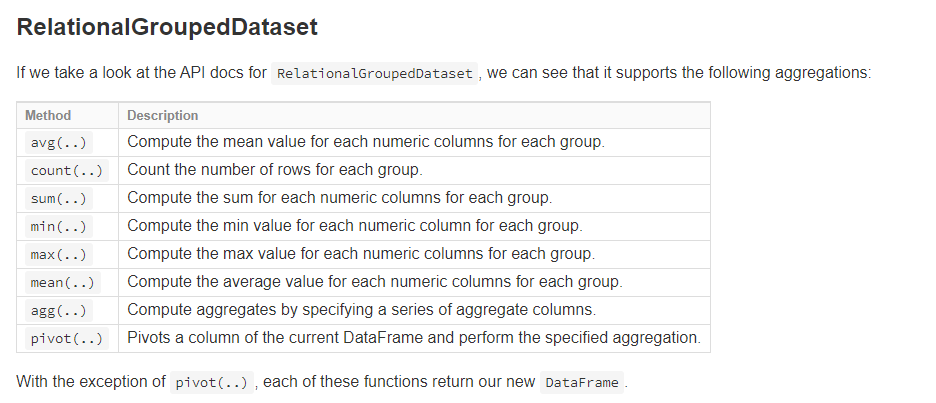 RelationalGroupedDataset
If we take a look at the API docs for RelationalGroupedDataset , we can see that it supports the following aggregations:
Method Description
avg(..) Compute the mean value for each numeric columns for each group.
count(..) Count the number of rows for each group.
sum(..) Compute the sum for each numeric columns for each group.
min(..) Compute the min value for each numeric column for each group.
max(..) Compute the max value for each numeric columns for each group.
mean(..) Compute the average value for each numeric columns for each group.
agg(..) Compute aggregates by specifying a series of aggregate columns.
pivot(..) Pivots a column of the current DataFrame and perform the specified aggregation.
With the exception of pivot(..) , each of these functions return our new DataFrame .